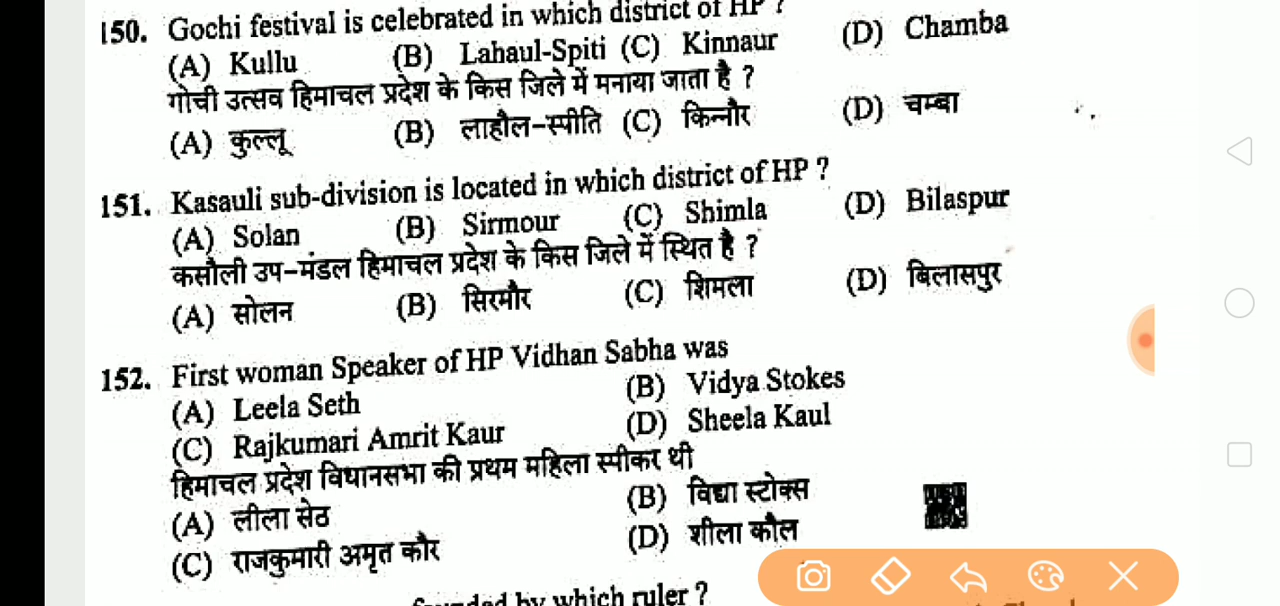 150. Gochi festival is celebrated in which district of HP ?
(A) Kullu (B) Lahaul-Spiti (C) Kinnaur (D) Chamba
गोची उत्सव हिमाचल प्रदेश के किस जिले में मनाया जाता है ?
(A) कुल्लू (B) लाहौल-स्पीति (C) किन्नौर (D) चम्बा
151. Kasauli sub-division is located in which district of HP ?
(A) Solan (B) Sirmour (C) Shimla (D) Bilaspur
कसौली उप-मंडल हिमाचल प्रदेश के किस जिले में स्थित है ?
(A) सोलन (B) सिरमौर (C) शिमला (D) बिलासपुर
152. First woman Speaker of HP Vidhan Sabha was
(A) Leela Seth (B) Vidya Stokes
(C) Rajkumari Amrit Kaur (D) Sheela Kaul
हिमाचल प्रदेश विधानसभा की प्रथम महिला स्पीकर थी
(A) लीला सेठ (B) विद्या स्टोक्स
(C) राजकुमारी अमृत कौर (D) शीला कौल
by which ruler ?